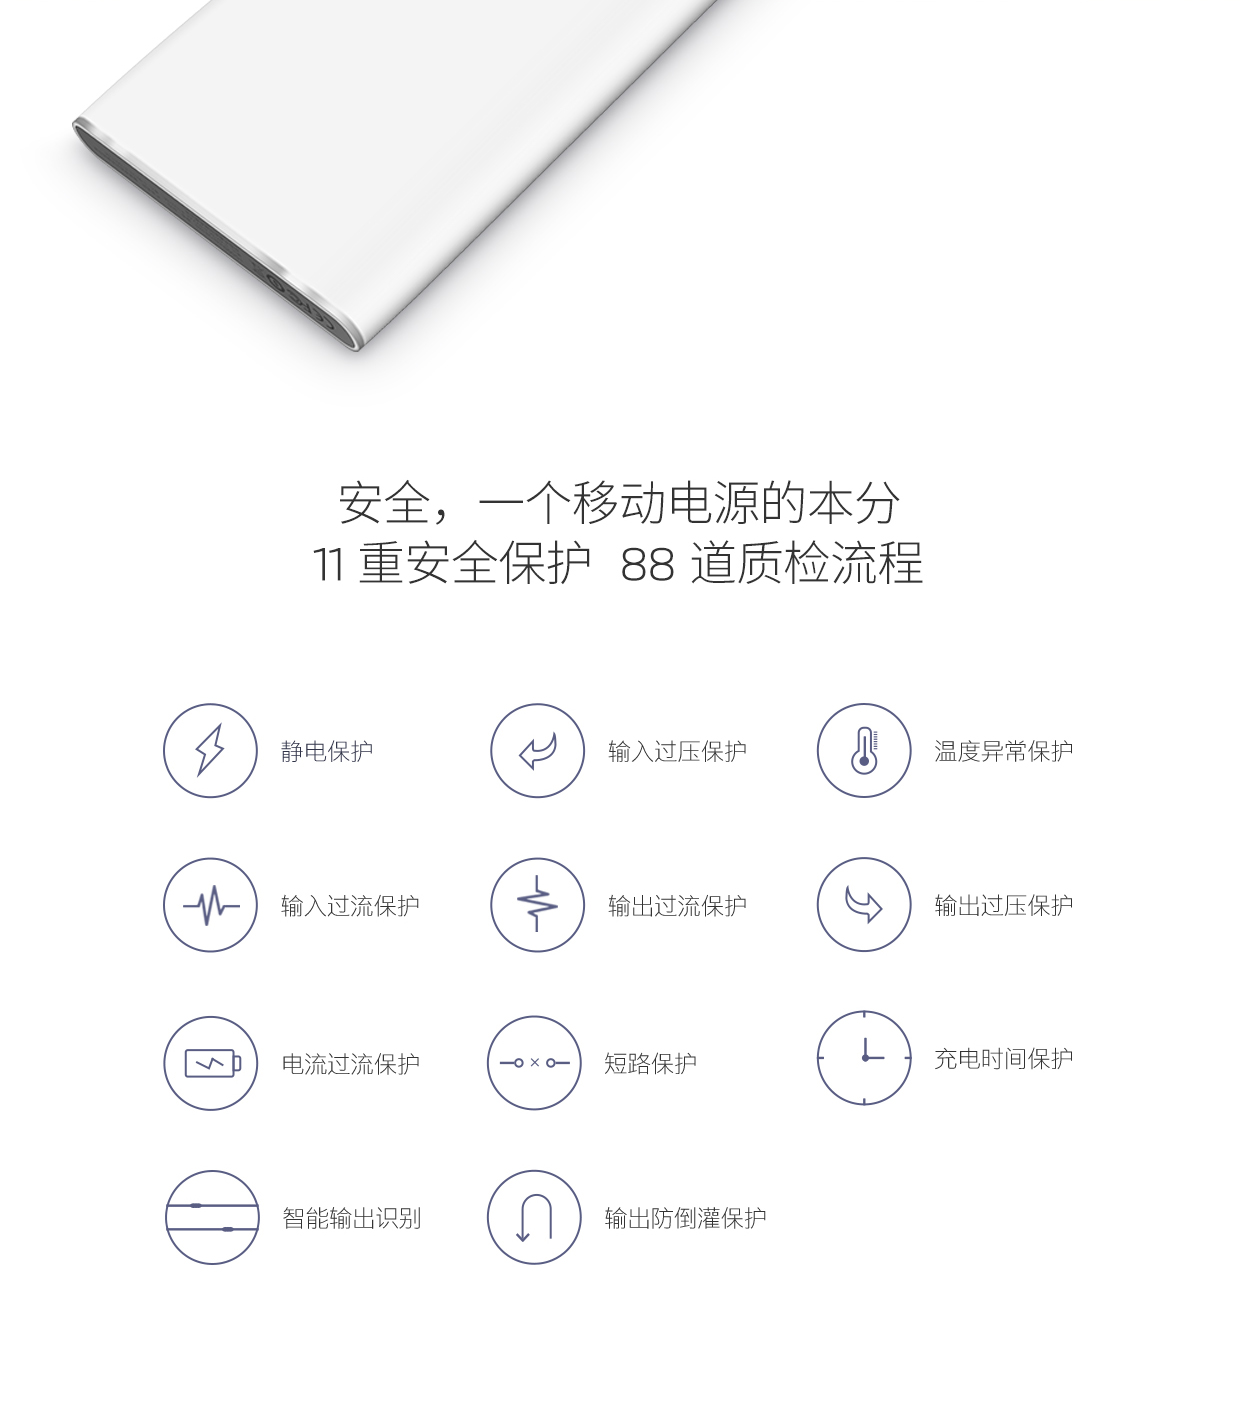 安全，一个移动电源的本分
11 重安全保护 88 道质检流程
静电保护
输入过压保护
温度异常保护
输入过流保护
输出过流保护
输出过压保护
电流过流保护
短路保护
充电时间保护
智能输出识别
输出防倒灌保护